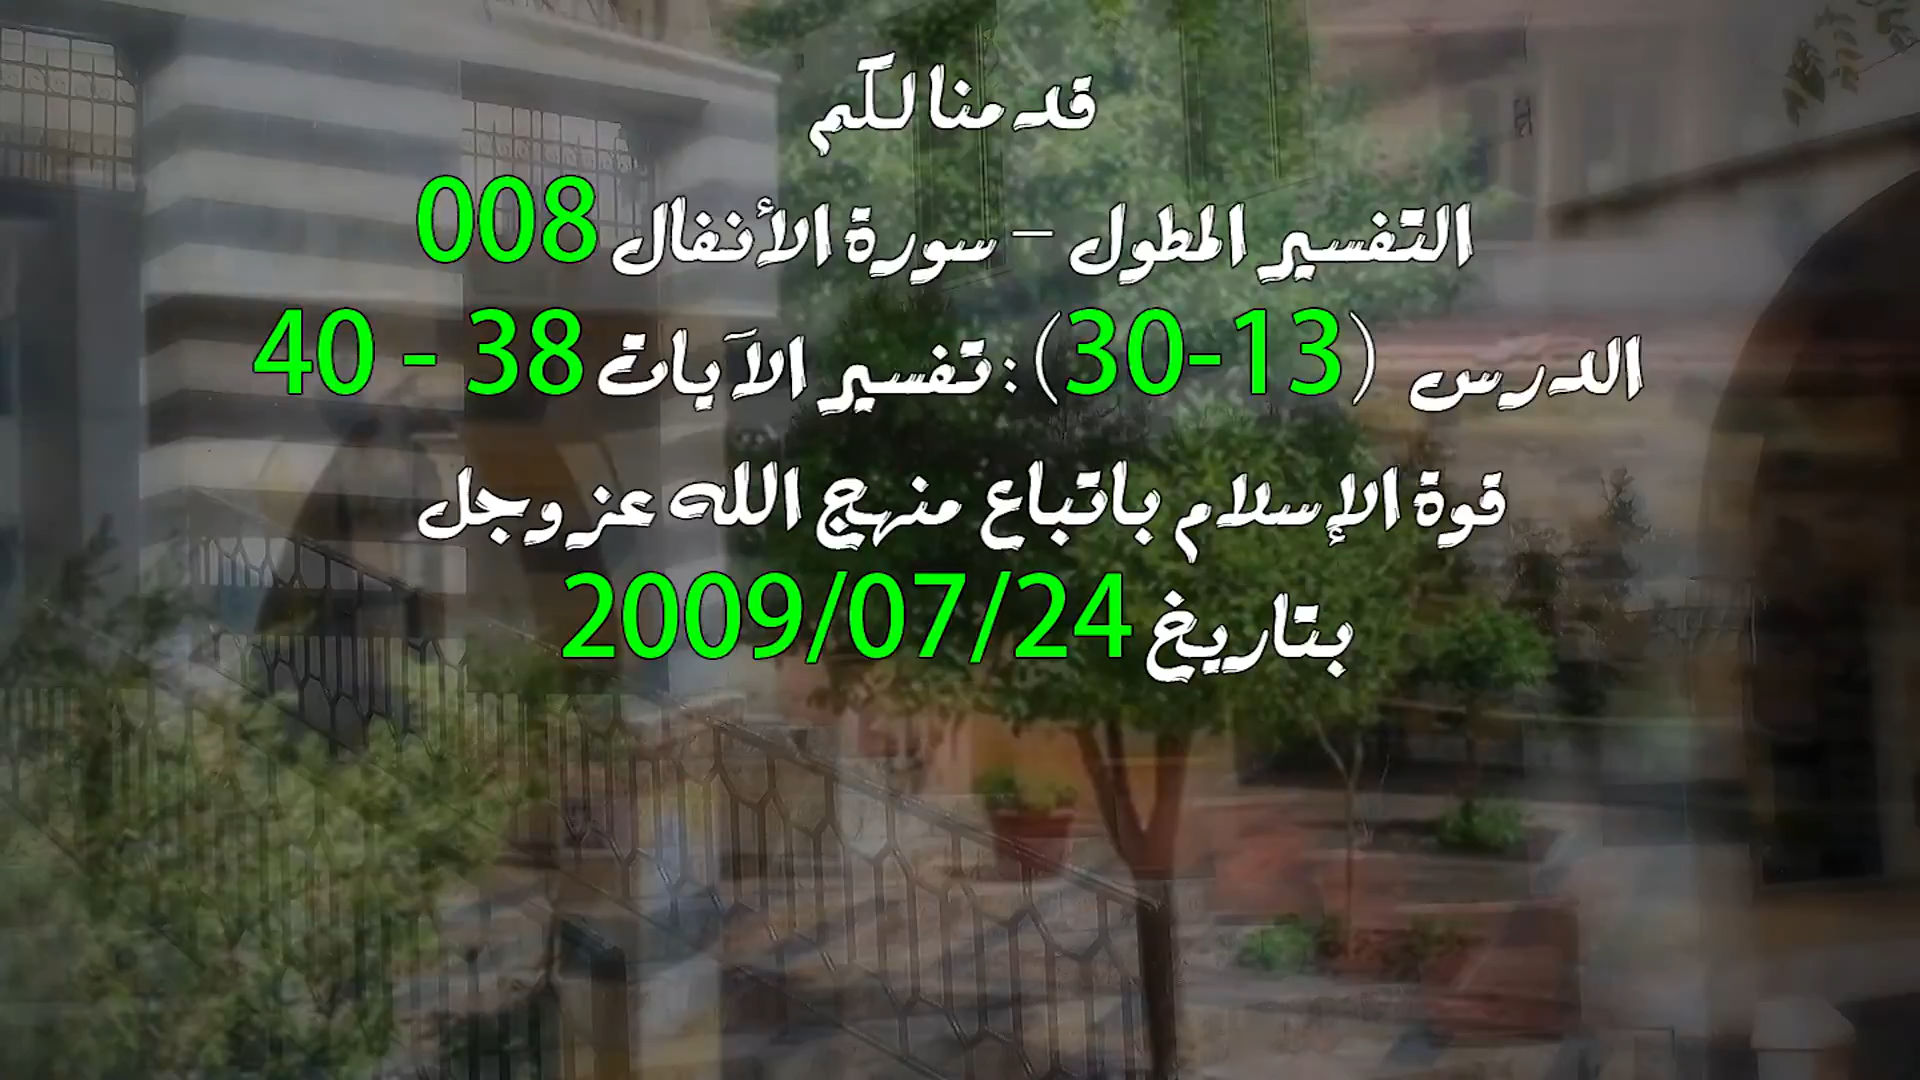 قدمنا لكم
التفسير المطول – سورة الأنفال 008
الدرس (13-30): تفسير الآيات 38 - 40
قوة الإسلام باتباع منهج الله عز وجل
بتاريخ 2009/07/24